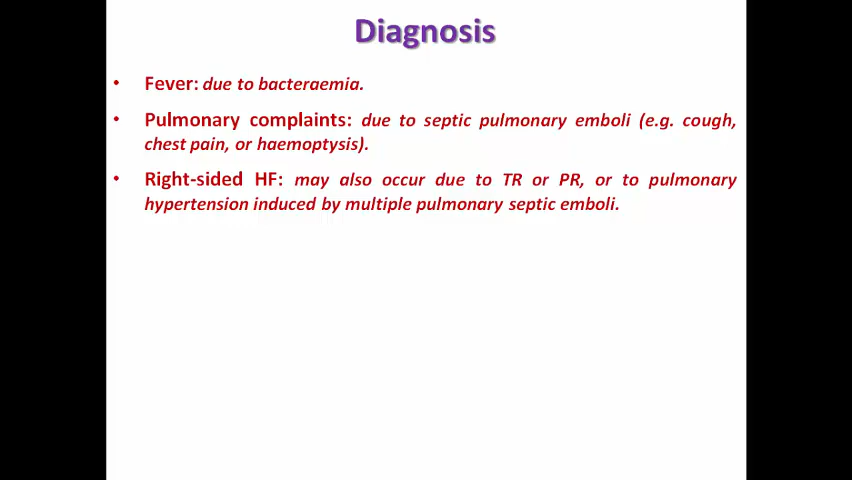 Diagnosis
• Fever: due to bacteraemia.
• Pulmonary complaints: due to septic pulmonary emboli (e.g. cough,
chest pain, or haemoptysis).
• Right-sided HF: may also occur due to TR or PR, or to pulmonary
hypertension induced by multiple pulmonary septic emboli.